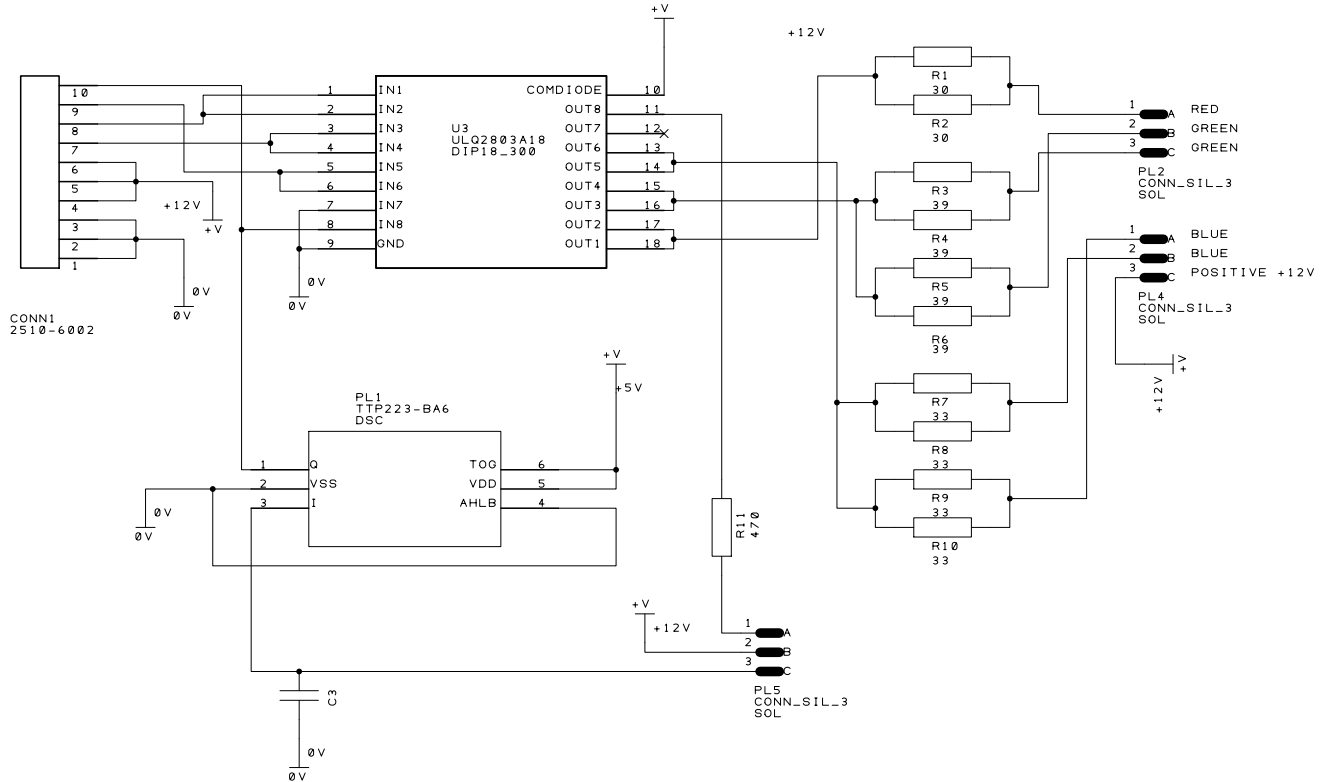 +V
+12V
10
9
8
7
6
5
4
3
2
1
+12V
+V
0V
0V
CONN1
2510-6002
1
2
3
4
5
6
7
8
9
IN1
IN2
IN3
IN4
IN5
IN6
IN7
IN8
GND
U3
ULQ2803A18
DIP18_300
COMDIODE
OUT8
OUT7
OUT6
OUT5
OUT4
OUT3
OUT2
OUT1
10
11
12
13
14
15
16
17
18
0V
0V
R1
30
R2
30
R3
39
R4
39
R5
39
R6
39
R7
33
R8
33
R9
33
R10
33
1
A
RED
2
B
GREEN
3
C
GREEN
PL2
CONN_SIL_3
SOL
1
A
BLUE
2
B
BLUE
3
C
POSITIVE +12V
PL4
CONN_SIL_3
SOL
+V
+12V
+V
+5V
PL1
TTP223-BA6
DSC
1
2
3
Q
VSS
I
TOG
VDD
AHLB
6
5
4
0V
0V
R11
470
+V
+12V
1
A
2
B
3
C
PL5
CONN_SIL_3
SOL
C3
0V
0V